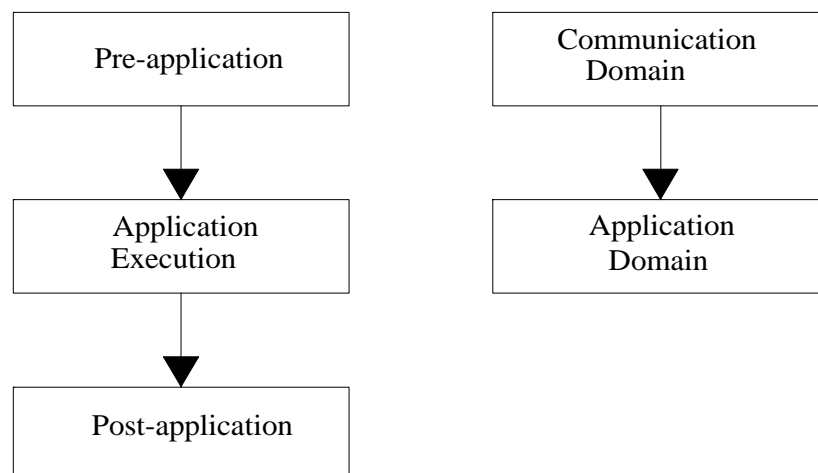 Pre-application
Application
Execution
Post-application
Communication
Domain
Application
Domain